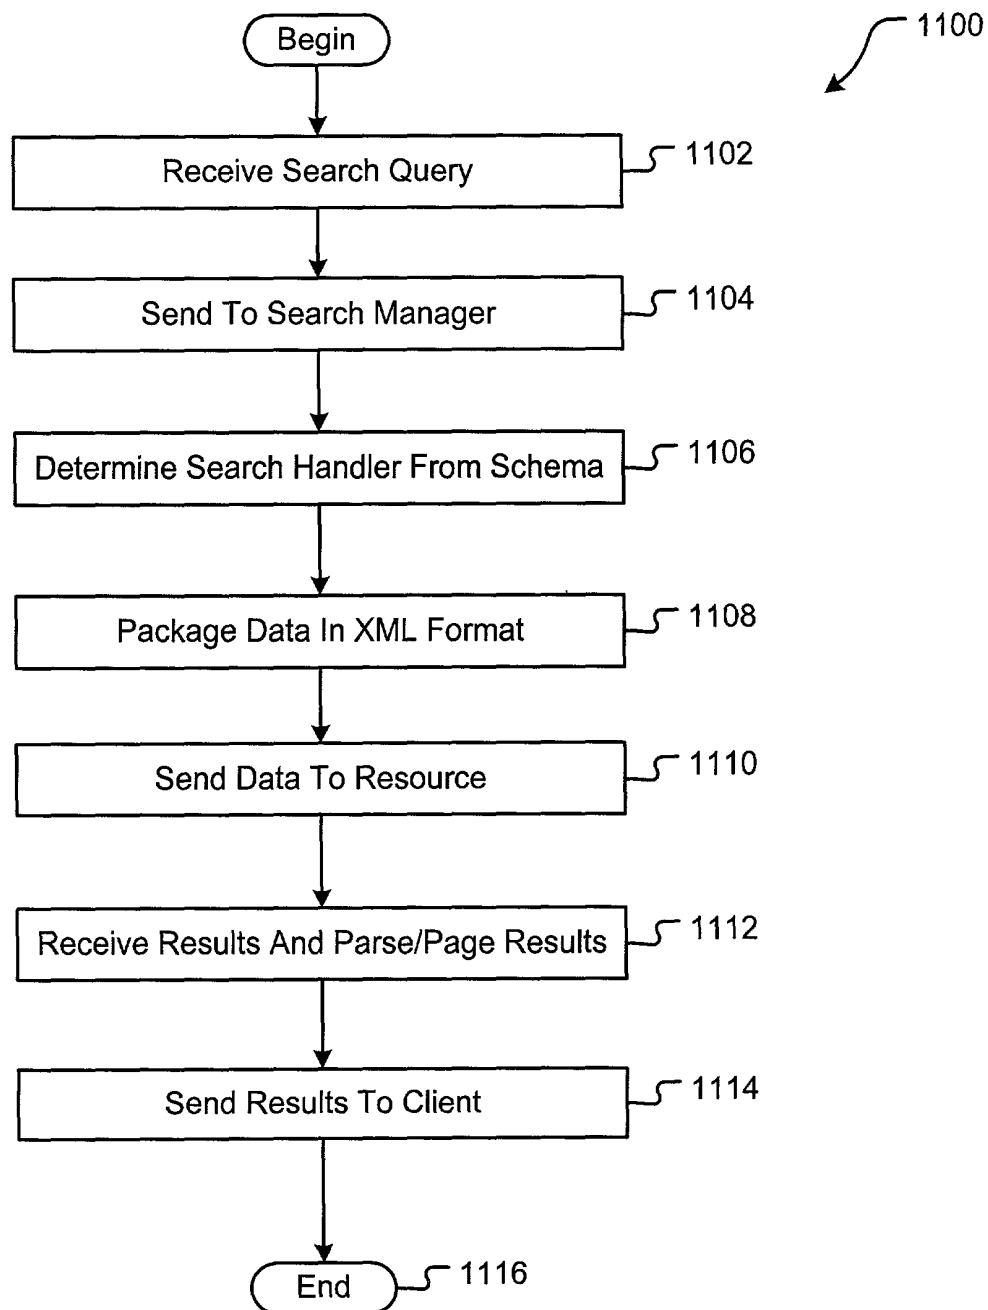 Begin
1100
Receive Search Query
1102
Send To Search Manager
1104
Determine Search Handler From Schema
1106
Package Data In XML Format
1108
Send Data To Resource
1110
Receive Results And Parse/Page Results
1112
Send Results To Client
1114
End
1116